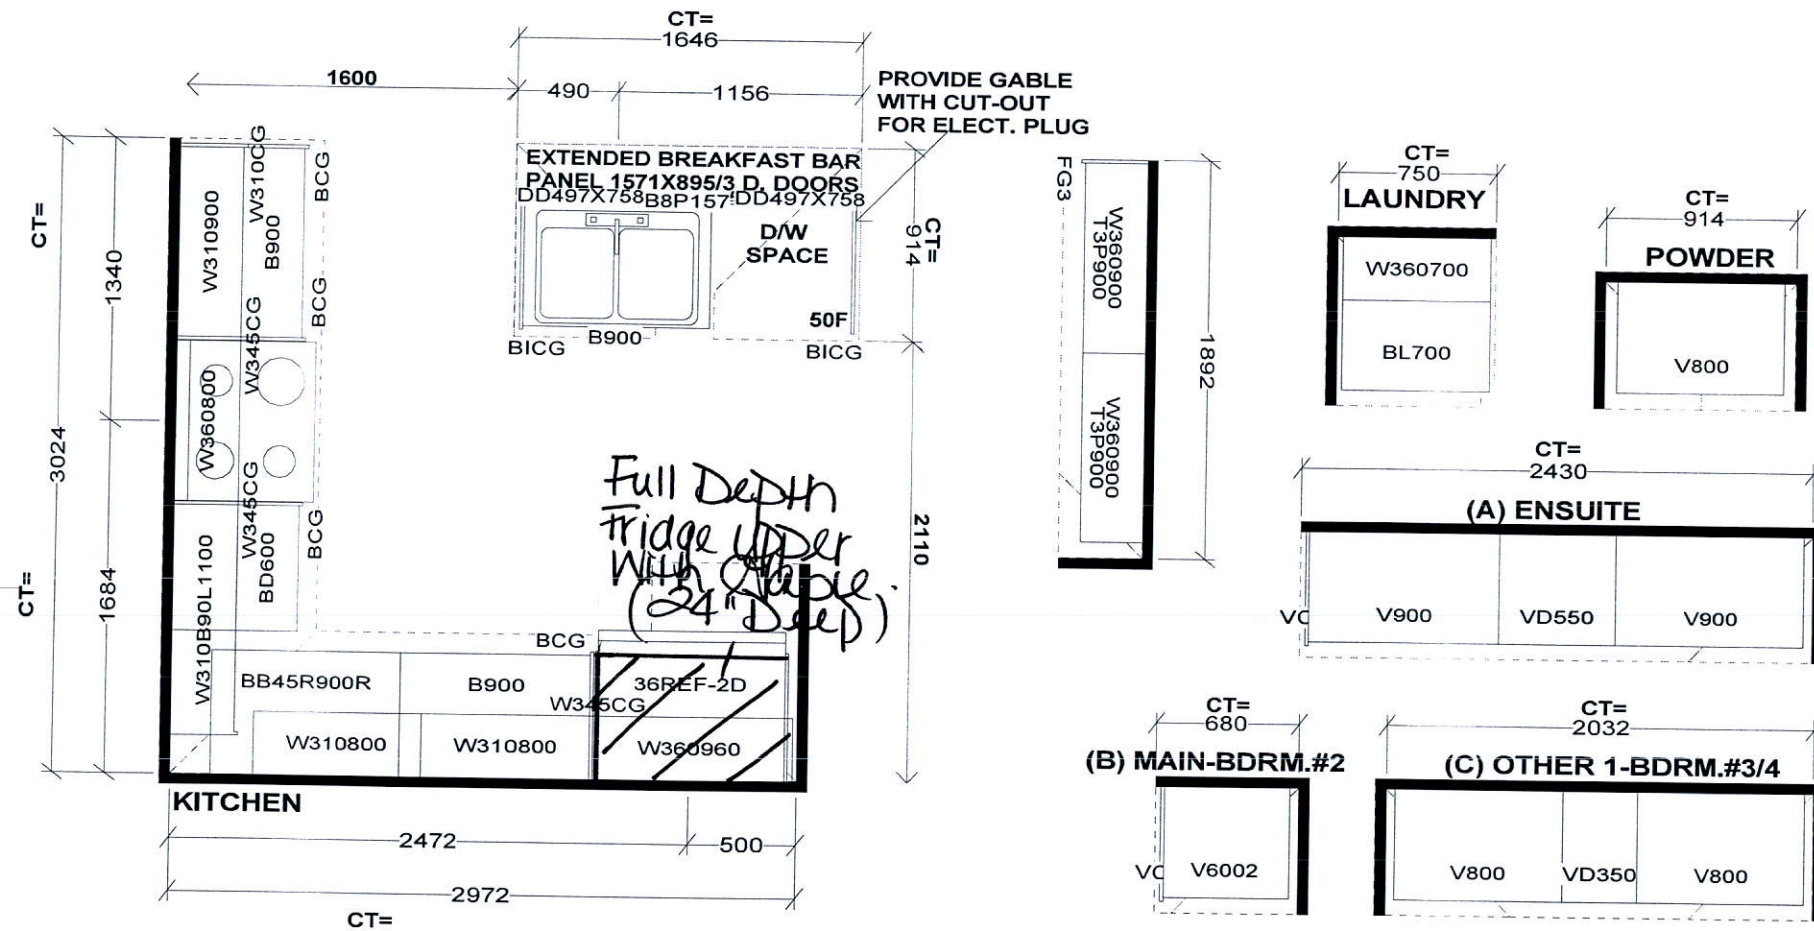 CT=
1646
1600
490
1156
PROVIDE GABLE
WITH CUT-OUT
FOR ELECT. PLUG
EXTENDED BREAKFAST BAR
PANEL 1571X895/3 D. DOORS
DD497X758
B8P157
DD497X758
D/W
SPACE
50F
B900
BICG
BICG
CT=
914
2110
CT=
3024
CT=
1340
1684
W310900
W310CG
B900
BCG
BCG
W345CG
W360800
W345CG
BCG
BD600
W310B90L1100
BB45R900R
B900
BCG
W345CG
36REF-2D
W310800
W310800
W360960
Full Depth
Fridge Upper
With Gable
(24" Deep)
KITCHEN
2472
500
2972
CT=
FG3
W360900
T3P900
W360900
T3P900
1892
CT=
750
LAUNDRY
W360700
BL700
CT=
914
POWDER
V800
CT=
2430
(A) ENSUITE
V900
VD550
V900
CT=
680
(B) MAIN-BDRM.#2
V6002
CT=
2032
(C) OTHER 1-BDRM.#3/4
V800
VD350
V800